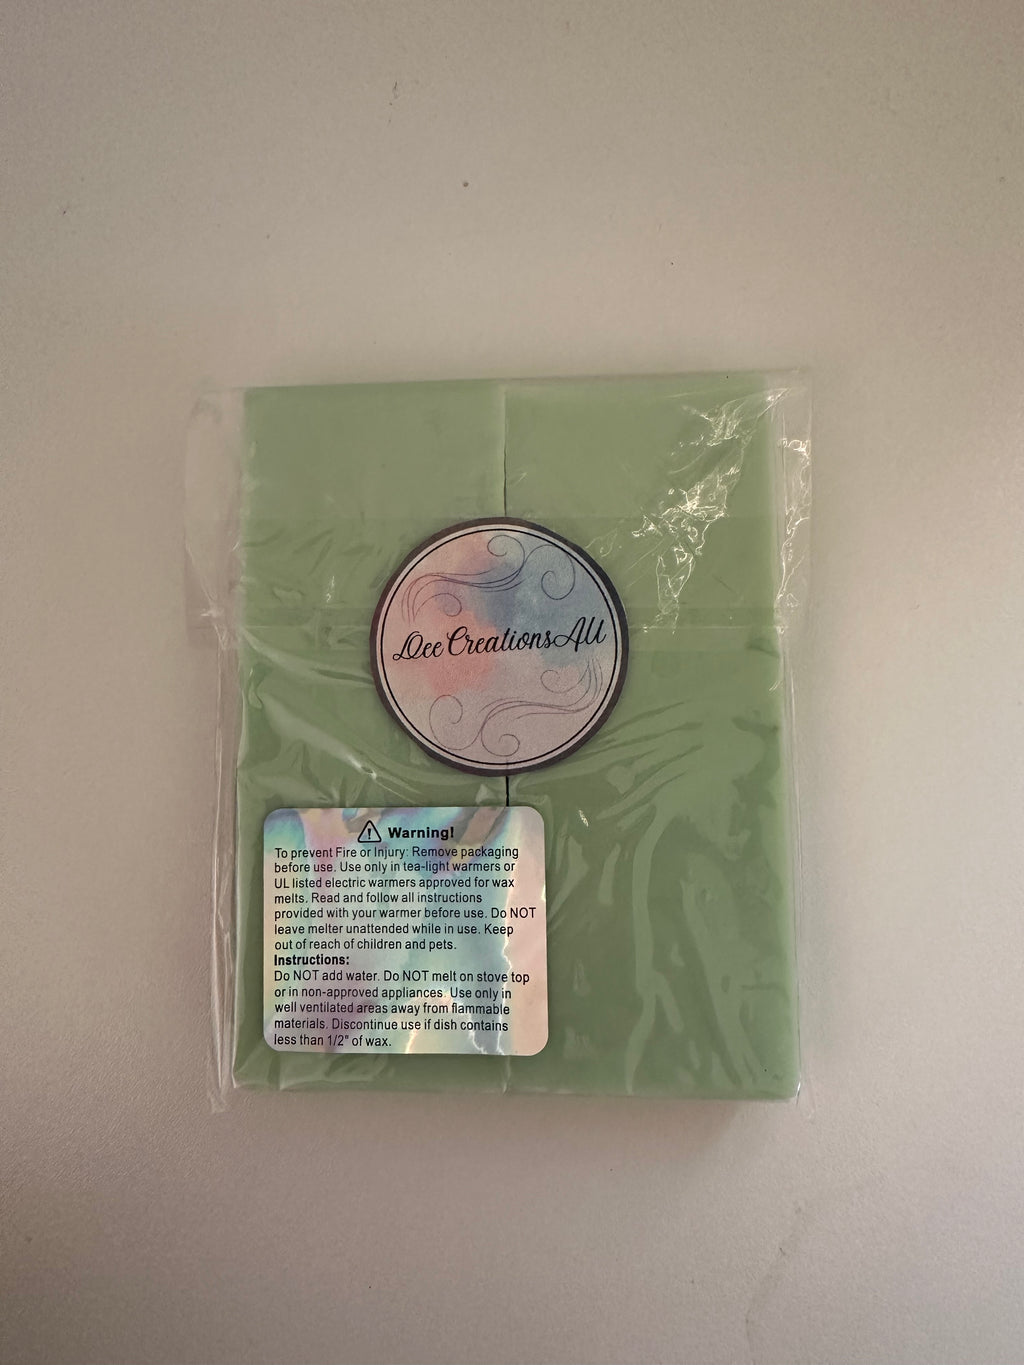 Dee Creations AU
Warning!
To prevent Fire or Injury: Remove packaging
before use. Use only in tea-light warmers or
UL listed electric warmers approved for wax
melts. Read and follow all instructions
provided with your warmer before use. Do NOT
leave melter unattended while in use. Keep
out of reach of children and pets.
Instructions:
Do NOT add water. Do NOT melt on stove top
or in non-approved appliances. Use only in
well ventilated areas away from flammable
materials. Discontinue use if dish contains
less than 1/2" of wax.